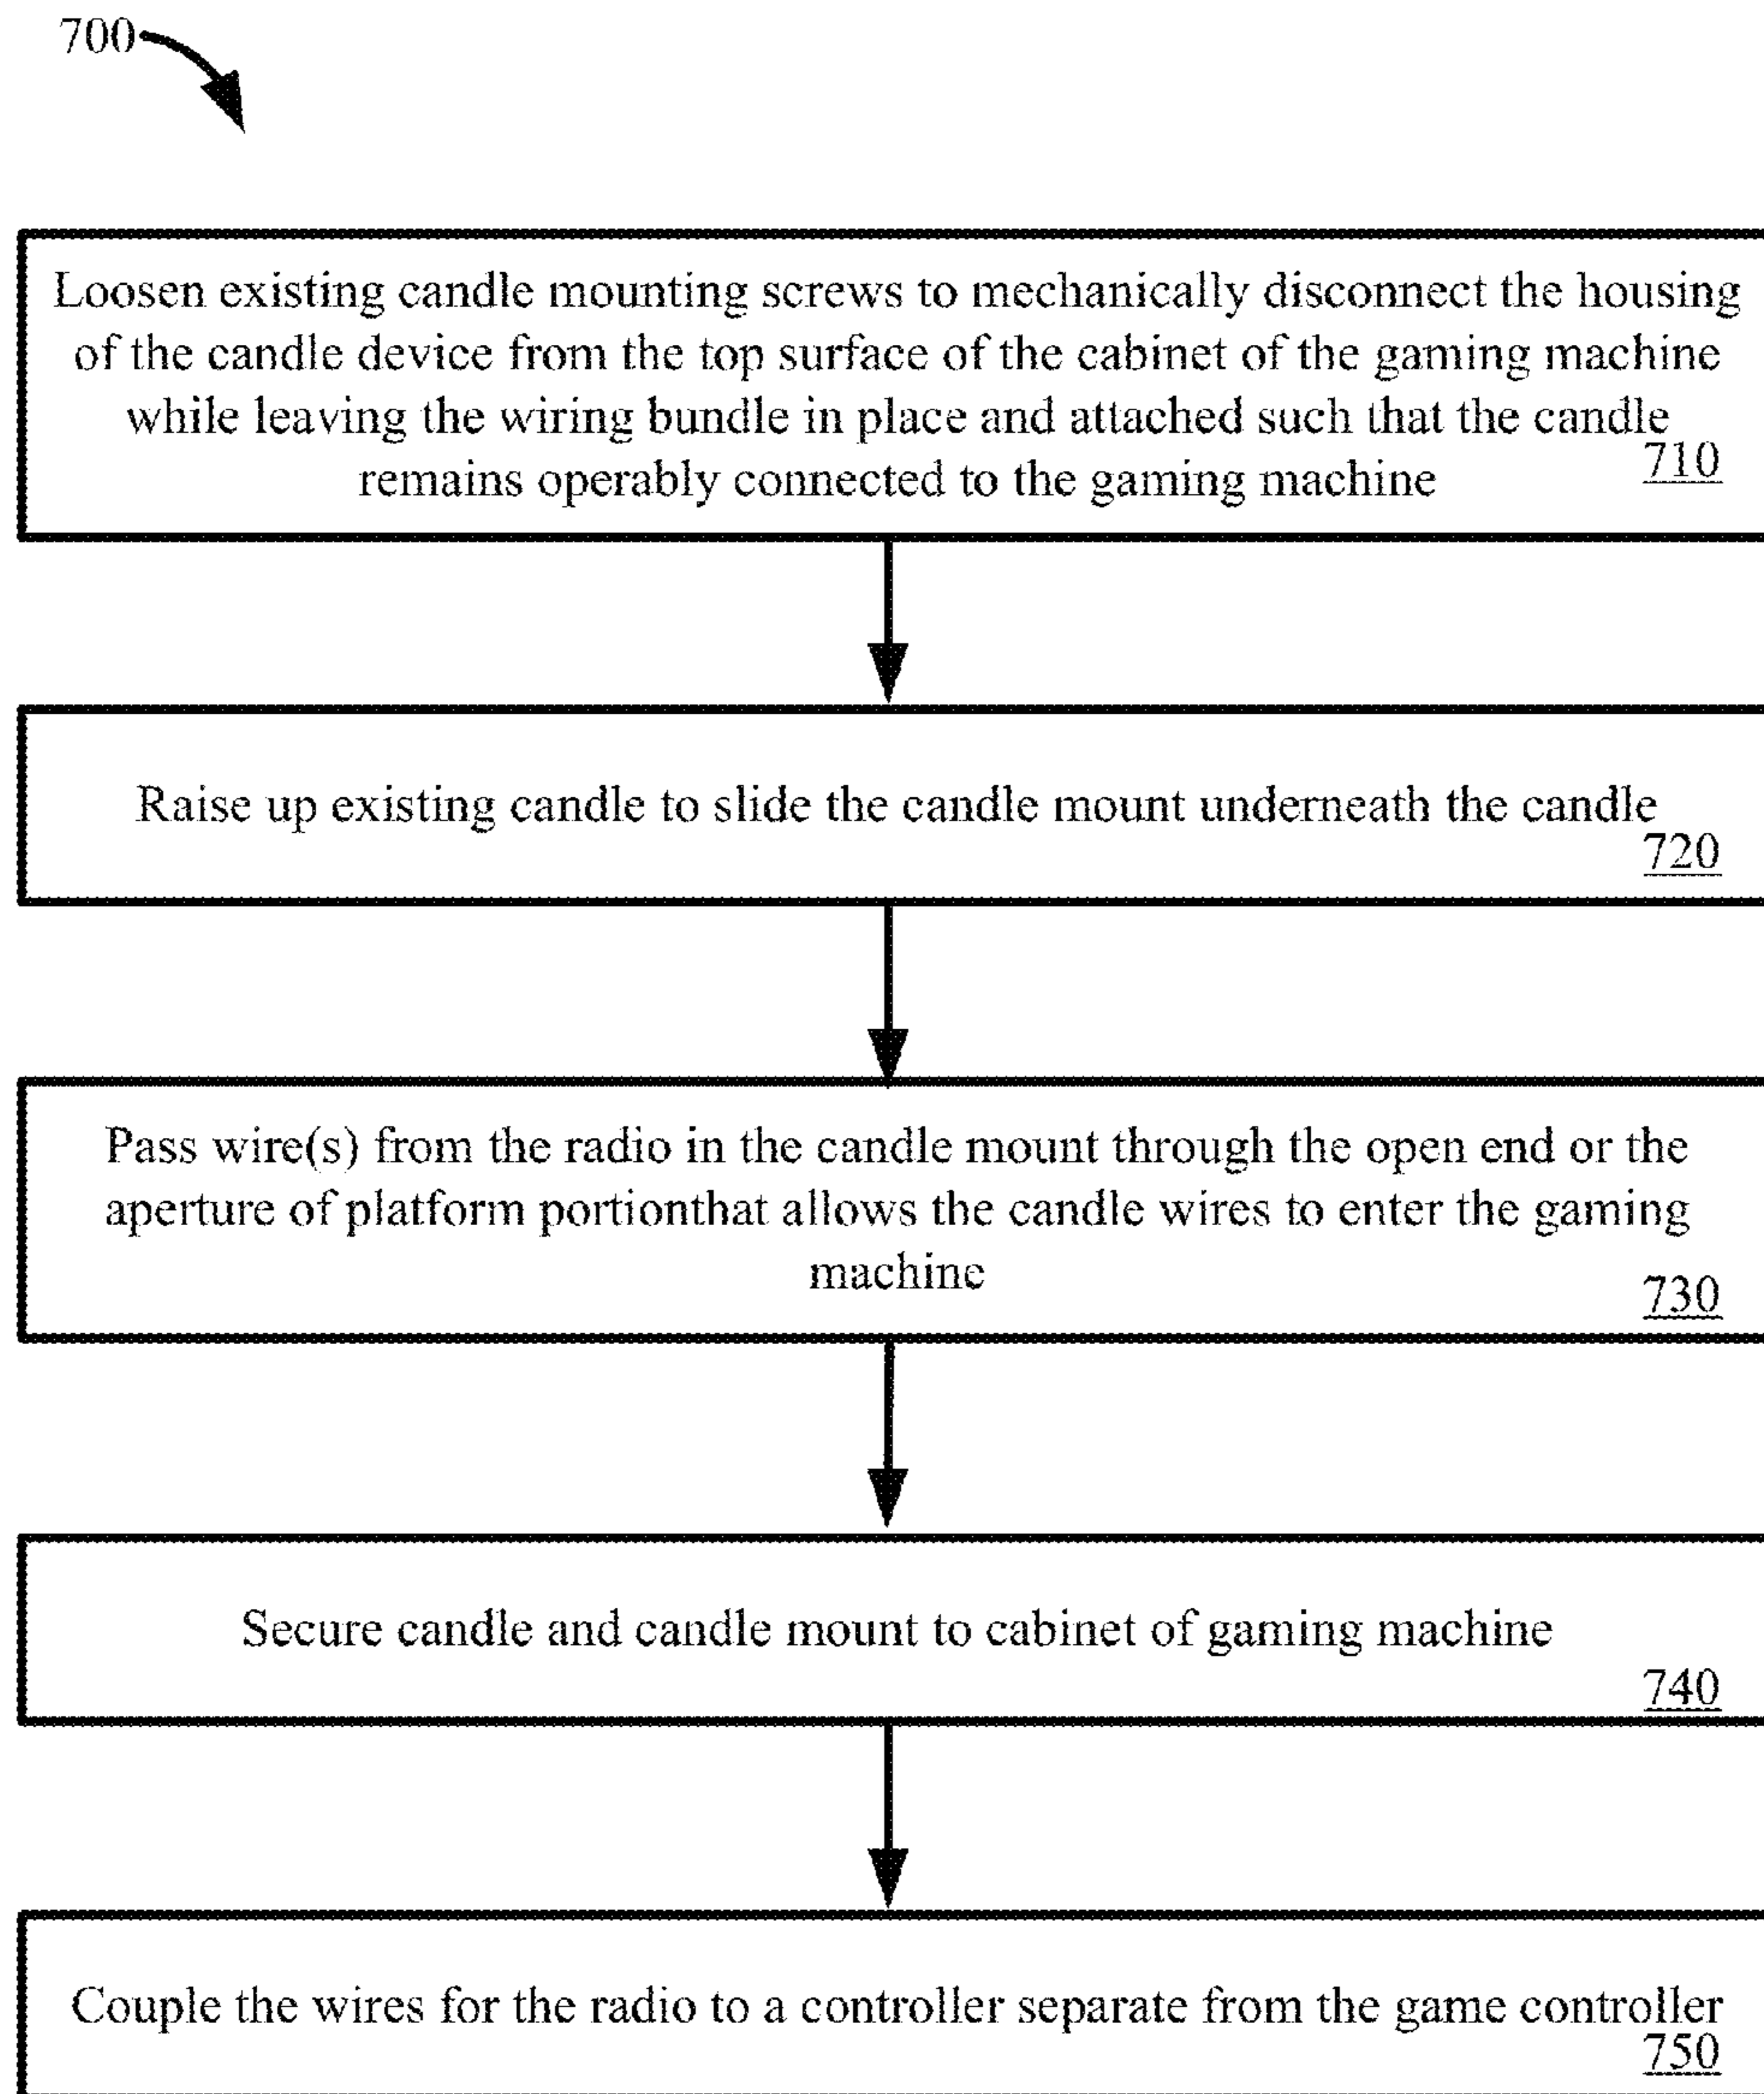 700
Loosen existing candle mounting screws to mechanically disconnect the housing
of the candle device from the top surface of the cabinet of the gaming machine
while leaving the wiring bundle in place and attached such that the candle
remains operably connected to the gaming machine
710
Raise up existing candle to slide the candle mount underneath the candle
720
Pass wire(s) from the radio in the candle mount through the open end or the
aperture of platform portionthat allows the candle wires to enter the gaming
machine
730
Secure candle and candle mount to cabinet of gaming machine
740
Couple the wires for the radio to a controller separate from the game controller
750